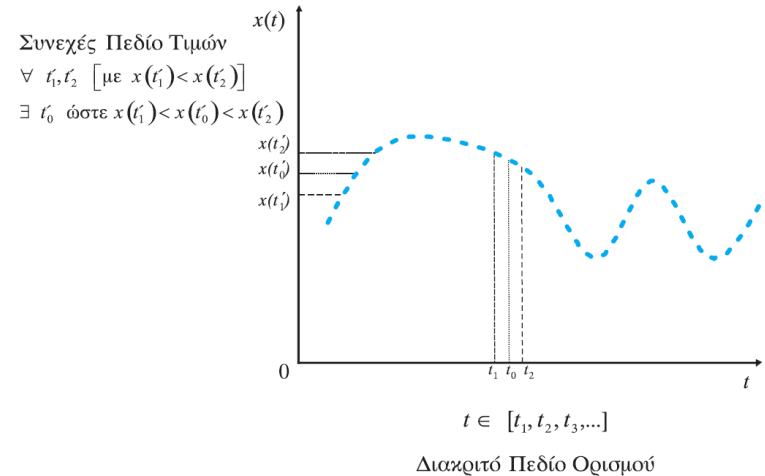 x(t)
Συνεχές Πεδίο Τιμών
∀ t′₁,t′₂ [με x(t′₁)< x(t′₂)]
∃ t′₀ ώστε x(t′₁)< x(t′₀)< x(t′₂)
x(t′₂)
x(t′₀)
x(t′₁)
0
t₁ t₀ t₂
t
t ∈ [t₁, t₂, t₃,...]
Διακριτό Πεδίο Ορισμού